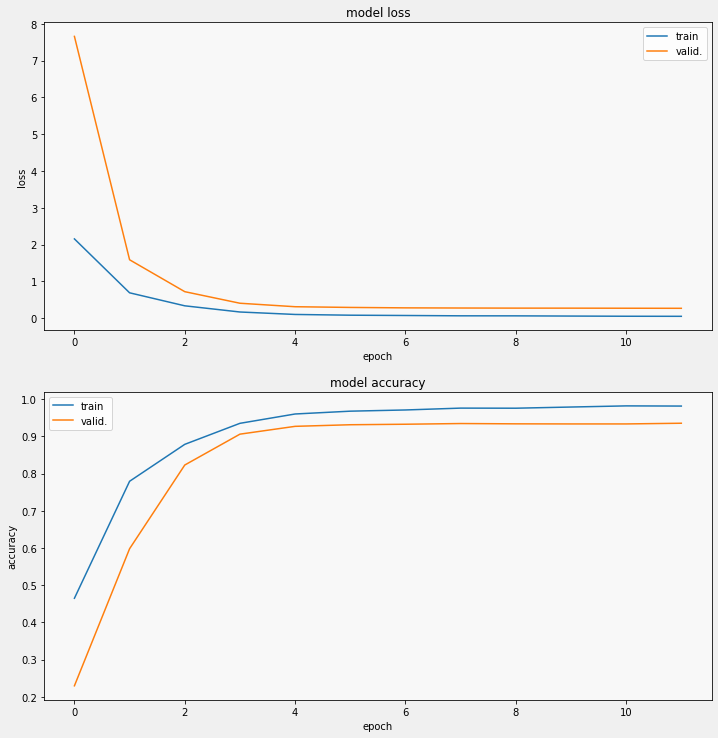 model loss
8
7
6
5
4
3
2
1
0
loss
train
valid.
0 2 4 6 8 10
epoch
model accuracy
1.0
0.9
0.8
0.7
0.6
0.5
0.4
0.3
0.2
accuracy
train
valid.
0 2 4 6 8 10
epoch